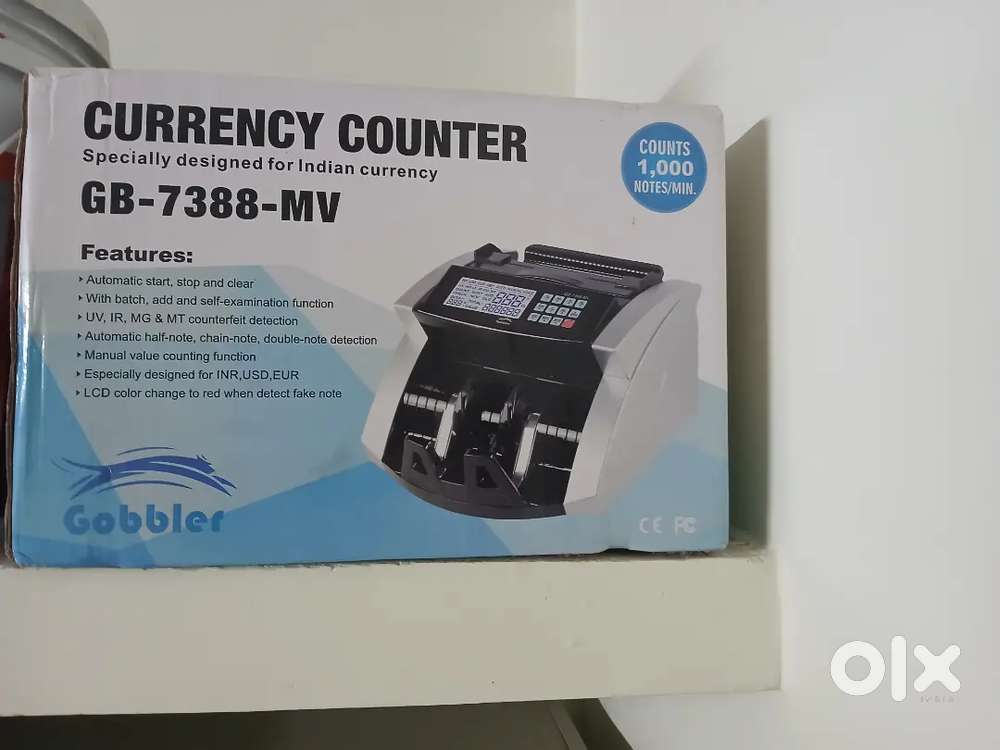 CURRENCY COUNTER
Specially designed for Indian currency
GB-7388-MV
COUNTS
1,000
NOTES/MIN.
Features:
Automatic start, stop and clear
With batch, add and self-examination function
UV, IR, MG & MT counterfeit detection
Automatic half-note, chain-note, double-note detection
Manual value counting function
Especially designed for INR,USD,EUR
LCD color change to red when detect fake note
Gobbler
CE FC
olx